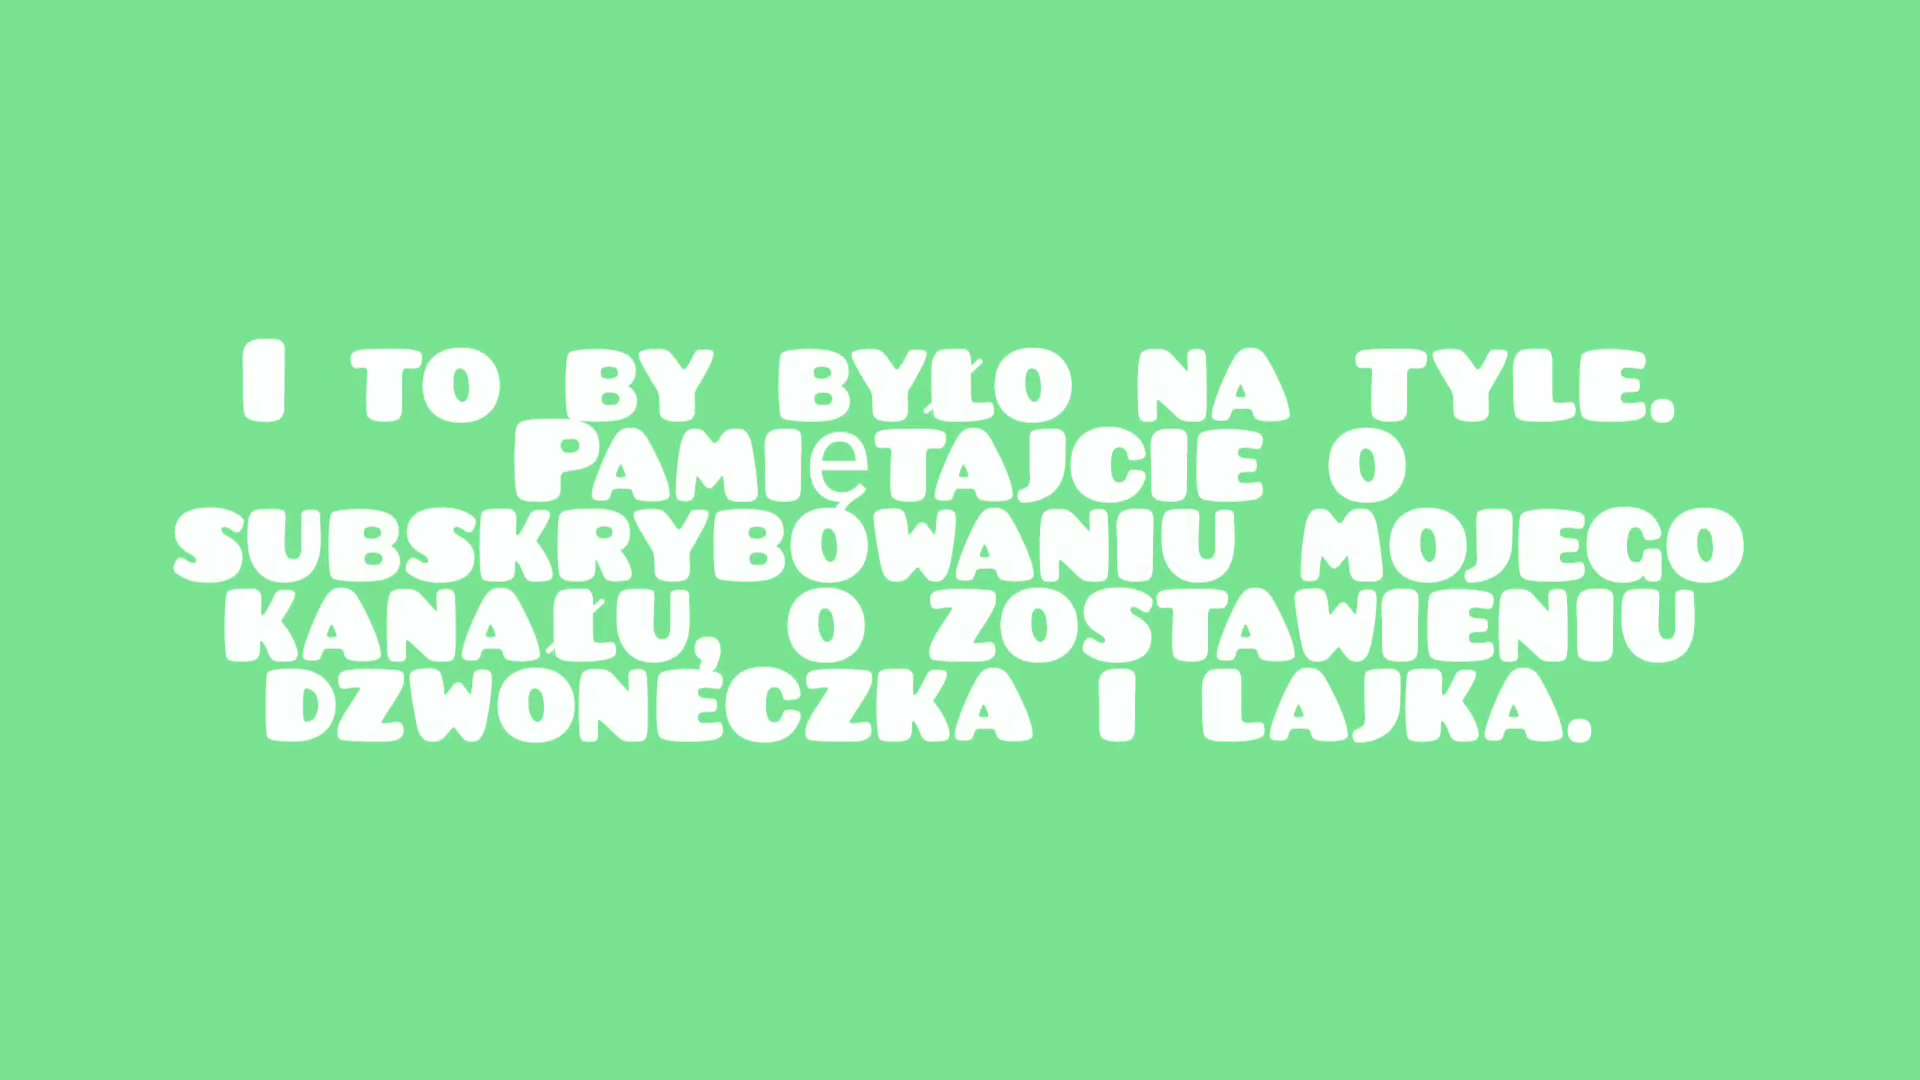 I to by było na tyle.
Pamiętajcie o
subskrybowaniu mojego
kanału, o zostawieniu
dzwoneczka i lajka.